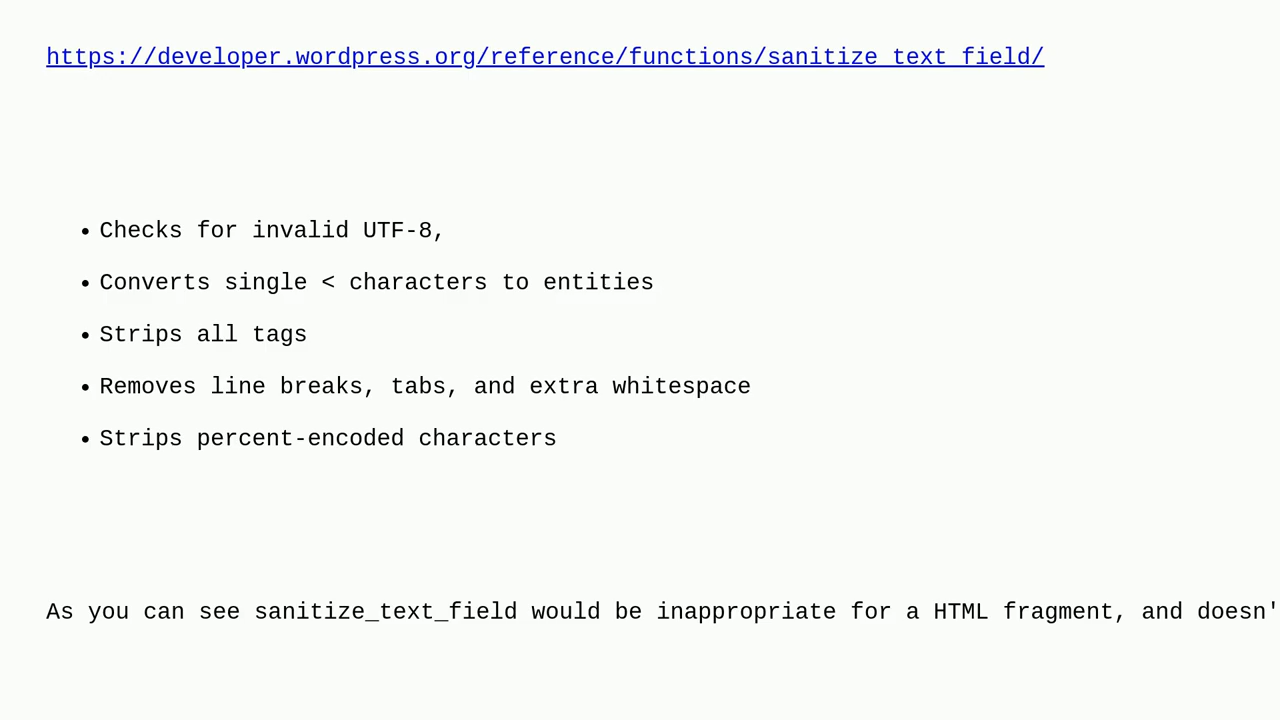 https://developer.wordpress.org/reference/functions/sanitize_text_field/
• Checks for invalid UTF-8,
• Converts single < characters to entities
• Strips all tags
• Removes line breaks, tabs, and extra whitespace
• Strips percent-encoded characters
As you can see sanitize_text_field would be inappropriate for a HTML fragment, and doesn'